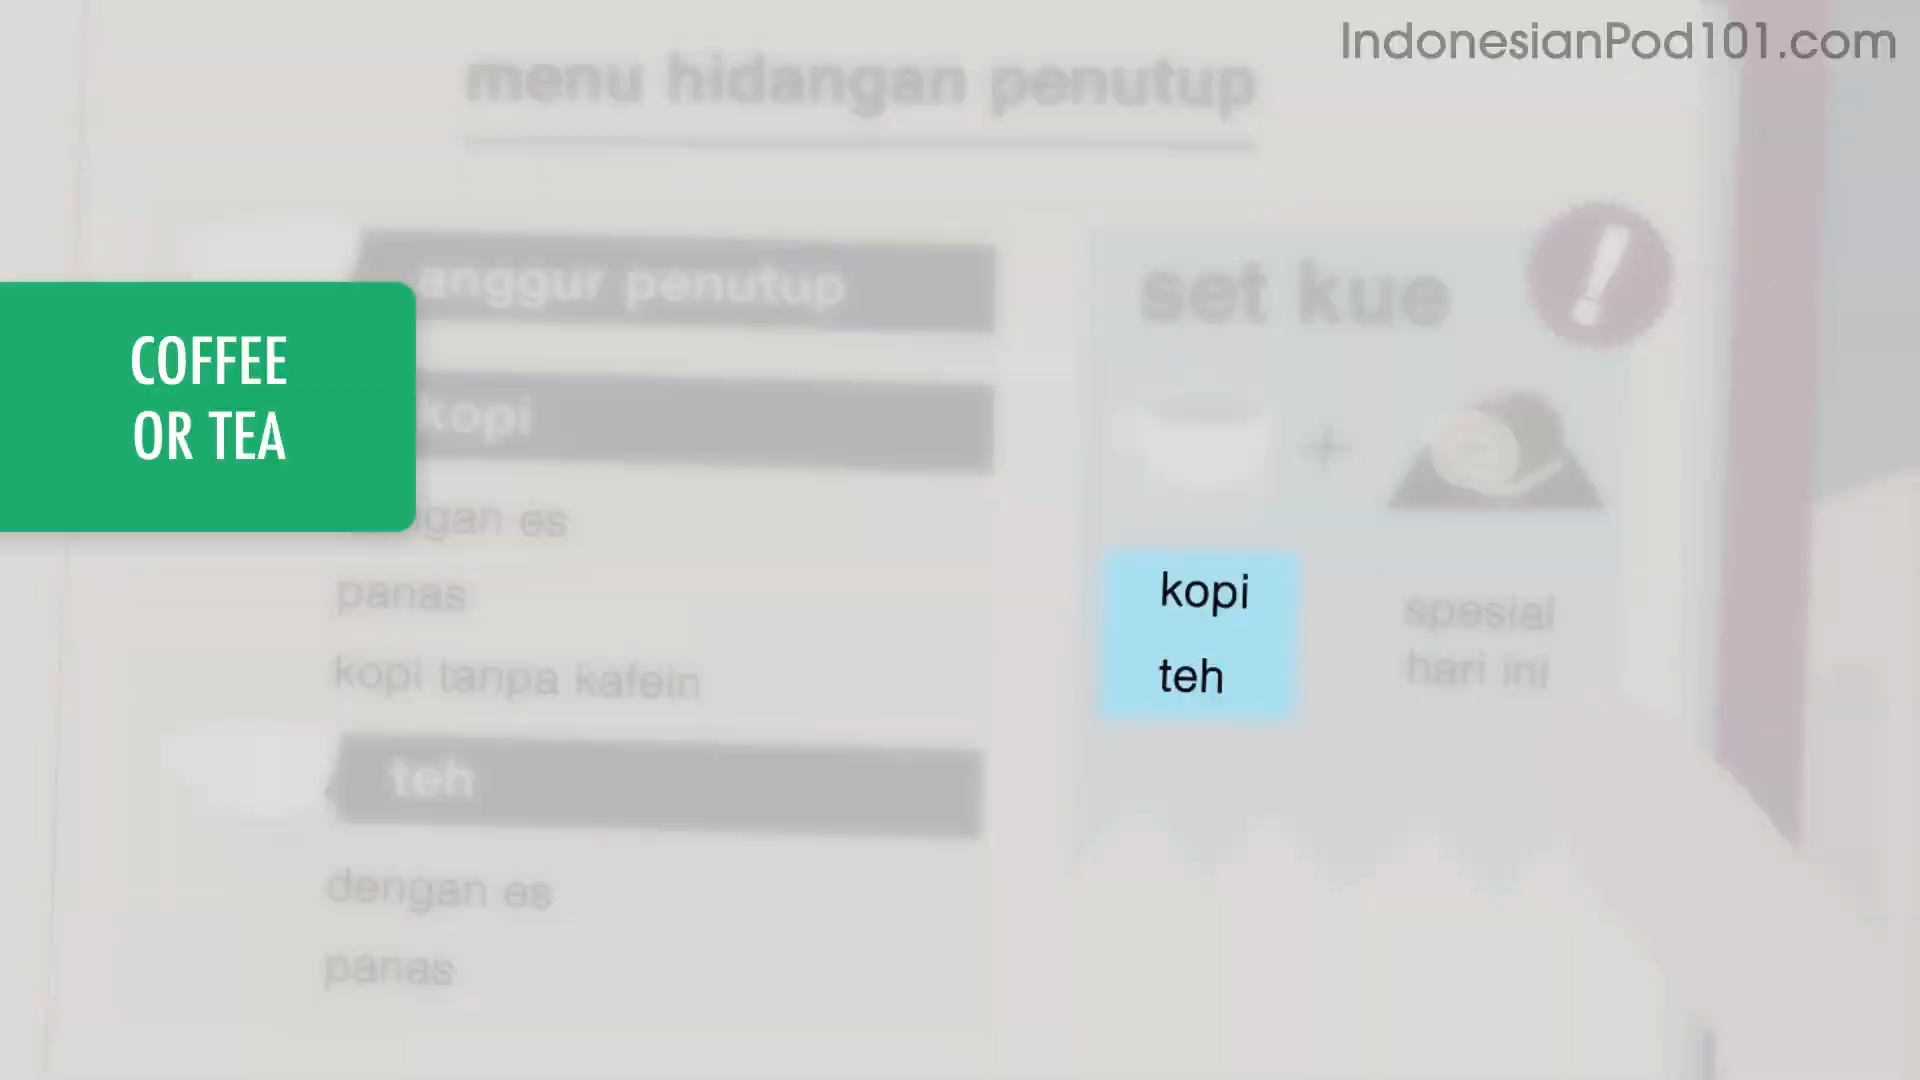 IndonesianPod101.com
menu hidangan penutup
anggur penutup
kopi
es
panas
kopi tanpa kafein
teh
dengan es
panas
COFFEE
OR TEA
set kue
+
kopi
teh
spesial
hari ini